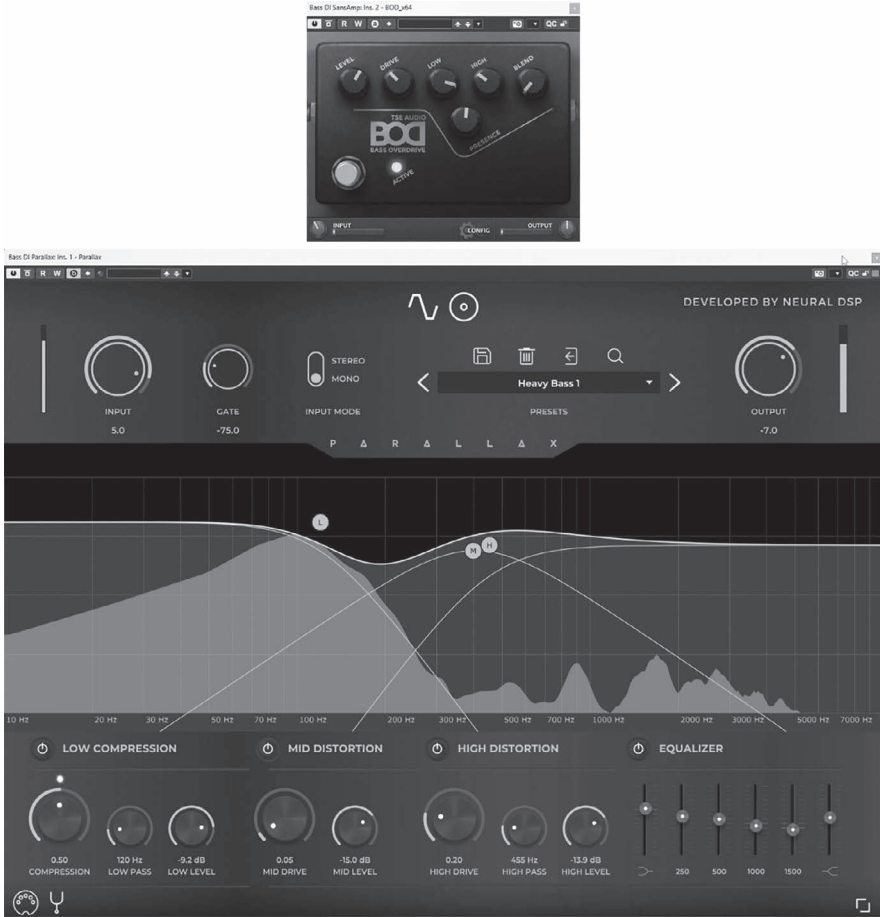 Bass DI SansAmp: Ins. 2 - BOD_x64
R W QC
LEVEL DRIVE LOW HIGH BLEND
TSE AUDIO
BOD
BASS OVERDRIVE
PRESENCE
ACTIVE
INPUT CONFIG OUTPUT
Bass DI Parallax: Ins. 1 - Parallax
R W QC
DEVELOPED BY NEURAL DSP
STEREO
MONO
Heavy Bass 1
INPUT GATE INPUT MODE PRESETS OUTPUT
5.0 -75.0 -7.0
PARALLAX
L
M H
10 Hz 20 Hz 30 Hz 50 Hz 70 Hz 100 Hz 200 Hz 300 Hz 500 Hz 700 Hz 1000 Hz 2000 Hz 3000 Hz 5000 Hz 7000 Hz
LOW COMPRESSION MID DISTORTION HIGH DISTORTION EQUALIZER
0.50 120 Hz -9.2 dB 0.05 -15.0 dB 0.20 455 Hz -13.9 dB
COMPRESSION LOW PASS LOW LEVEL MID DRIVE MID LEVEL HIGH DRIVE HIGH PASS HIGH LEVEL 250 500 1000 1500